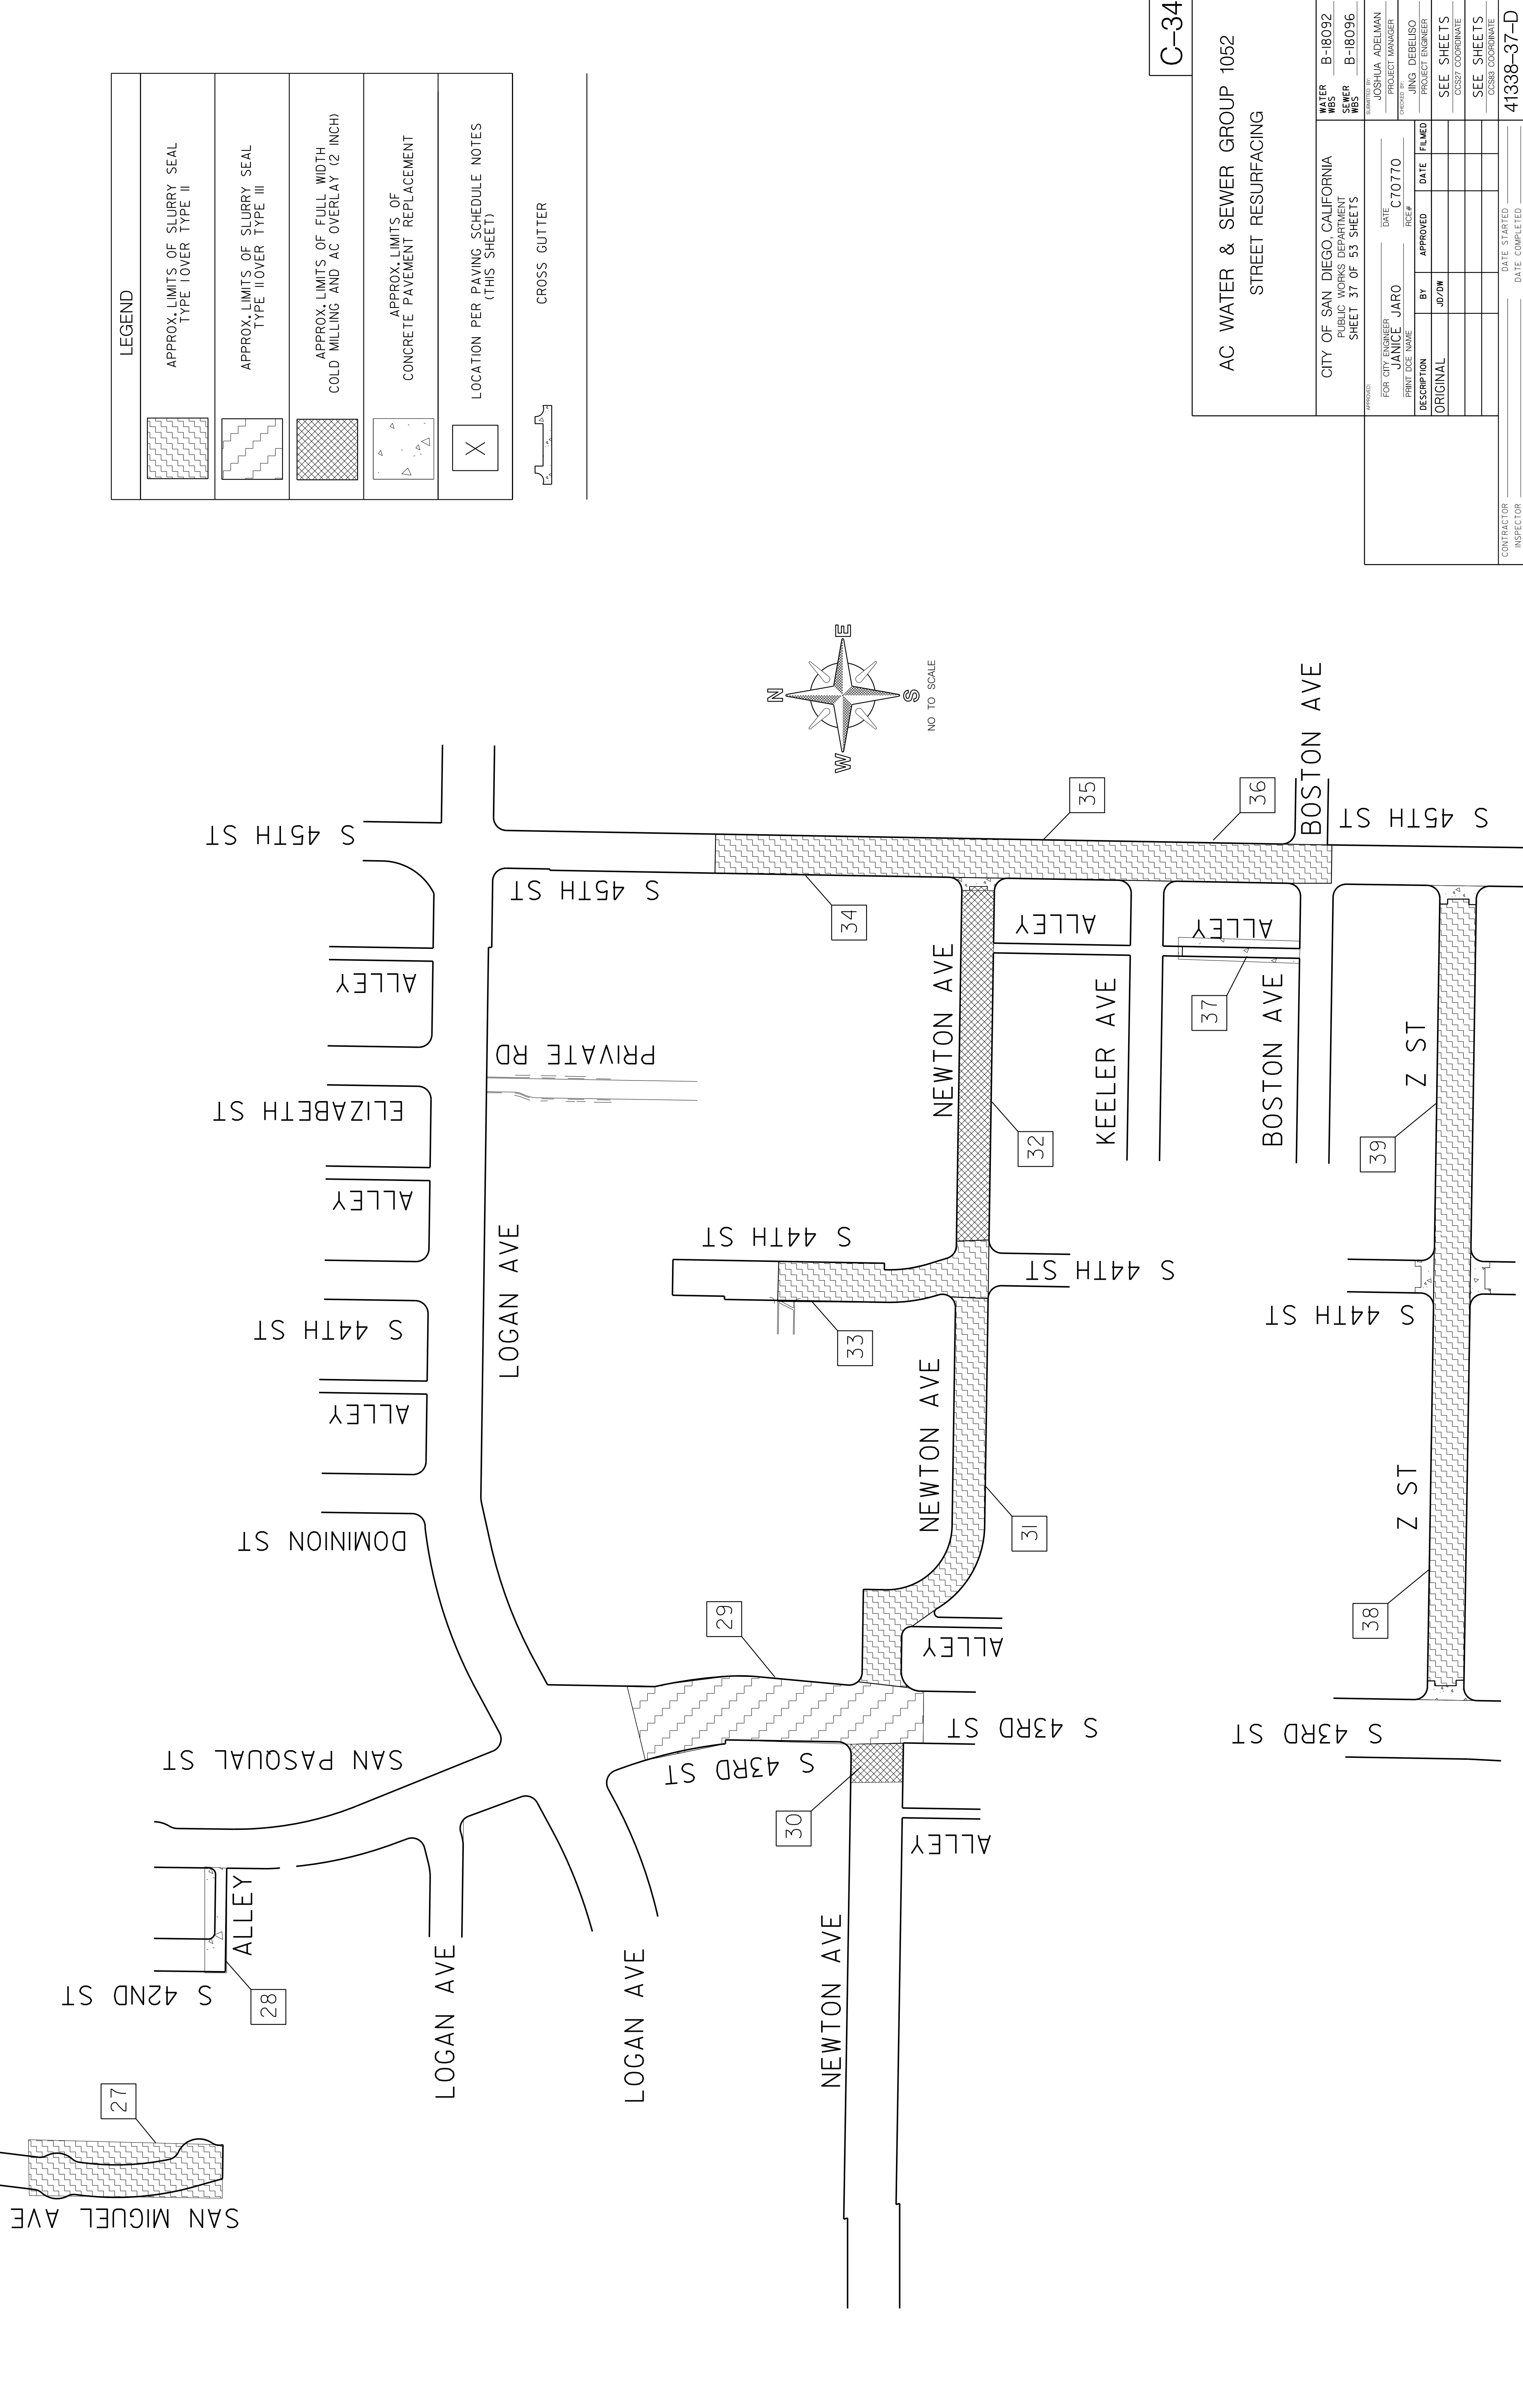 LEGEND
APPROX. LIMITS OF SLURRY SEAL
TYPE I OVER TYPE II
APPROX. LIMITS OF SLURRY SEAL
TYPE II OVER TYPE III
APPROX. LIMITS OF FULL WIDTH
COLD MILLING AND AC OVERLAY (2 INCH)
APPROX. LIMITS OF
CONCRETE PAVEMENT REPLACEMENT
X
LOCATION PER PAVING SCHEDULE NOTES
(THIS SHEET)
CROSS GUTTER
SAN MIGUEL AVE
27
S 42ND ST
28
ALLEY
SAN PASQUAL ST
LOGAN AVE
LOGAN AVE
NEWTON AVE
DOMINION ST
ALLEY
S 44TH ST
ALLEY
ELIZABETH ST
ALLEY
S 45TH ST
LOGAN AVE
PRIVATE RD
S 45TH ST
S 43RD ST
29
30
ALLEY
S 43RD ST
ALLEY
NEWTON AVE
31
33
S 44TH ST
S 44TH ST
NEWTON AVE
32
34
35
36
ALLEY
KEELER AVE
ALLEY
37
BOSTON AVE
BOSTON AVE
S 45TH ST
S 43RD ST
38
Z ST
S 44TH ST
39
Z ST
N
W
E
S
NO TO SCALE
C-34
AC WATER & SEWER GROUP 1052
STREET RESURFACING
CITY OF SAN DIEGO, CALIFORNIA
PUBLIC WORKS DEPARTMENT
SHEET 37 OF 53 SHEETS
WATER
WBS
B-18092
SEWER
WBS
B-18096
APPROVED:
FOR CITY ENGINEER
DATE
JANICE JARO
C70770
PRINT DCE NAME
RCE#
SUBMITTED BY:
JOSHUA ADELMAN
PROJECT MANAGER
CHECKED BY:
JING DEBELISO
PROJECT ENGINEER
DESCRIPTION
BY
APPROVED
DATE
FILMED
ORIGINAL
JD/DW
SEE SHEETS
CCS27 COORDINATE
SEE SHEETS
CCS83 COORDINATE
CONTRACTOR
DATE STARTED
INSPECTOR
DATE COMPLETED
41338-37-D